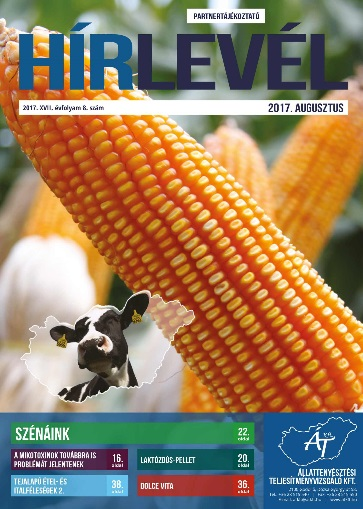 PARTNERTÁJÉKOZTATÓ
HÍRLEVÉL
2017. XVII. évfolyam 8. szám
2017. AUGUSZTUS
SZÉNÁINK
22.
oldal
A MIKOTOXINOK TOVÁBBRA IS
PROBLÉMÁT JELENTENEK
16.
oldal
LAKTÓZDÚS-PELLET
20.
oldal
TEJALAPÚ ÉTEL- ÉS
ITALFÉLESÉGEK 2.
38.
oldal
DOLCE VITA
36.
oldal
ÁT
ÁLLATTENYÉSZTÉSI
TELJESÍTMÉNYVIZSGÁLÓ KFT.